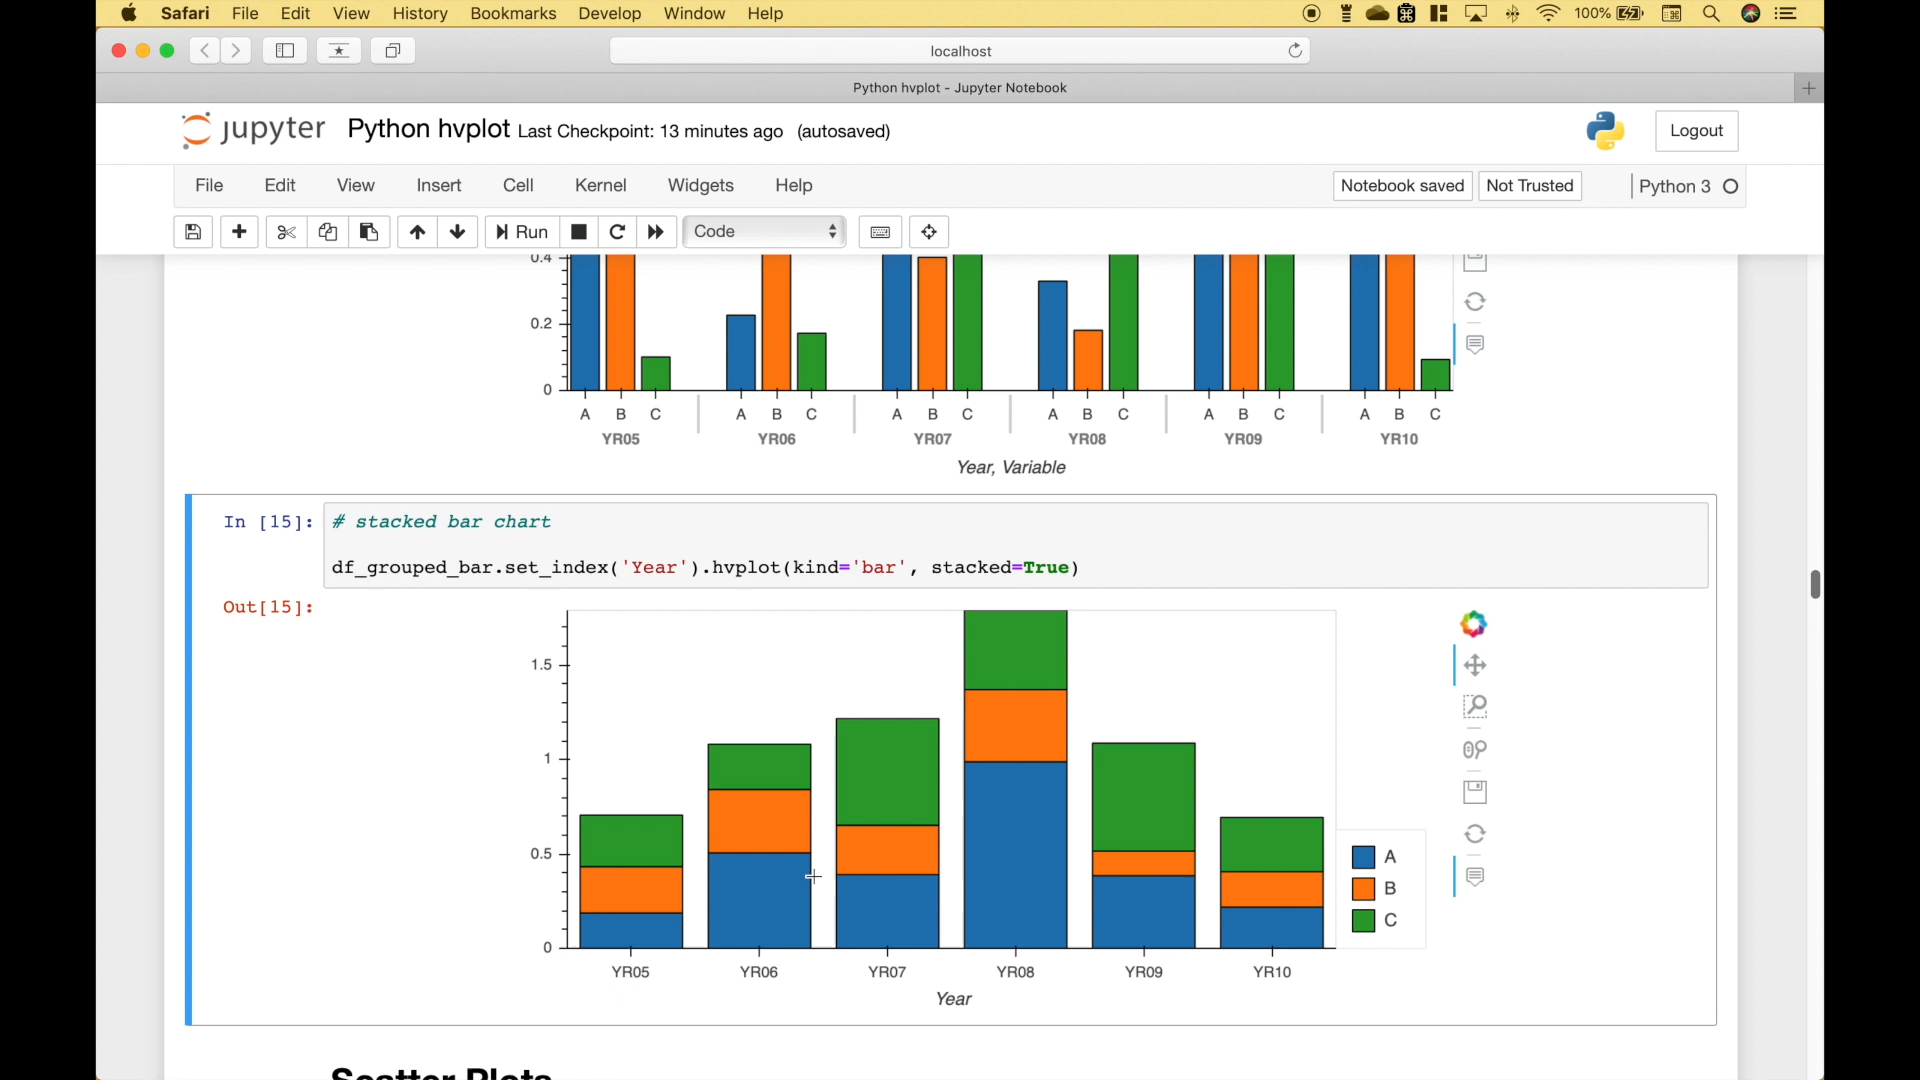 Safari File Edit View History Bookmarks Develop Window Help 100%
localhost
Python hvplot - Jupyter Notebook
jupyter Python hvplot Last Checkpoint: 13 minutes ago (autosaved) Logout
File Edit View Insert Cell Kernel Widgets Help Notebook saved Not Trusted Python 3
Run Code
0.4
0.2
0
A B C A B C A B C A B C A B C A B C
YR05 YR06 YR07 YR08 YR09 YR10
Year, Variable
In [15]: # stacked bar chart
df_grouped_bar.set_index('Year').hvplot(kind='bar', stacked=True)
Out[15]:
1.5
1
0.5
0
A
B
C
YR05 YR06 YR07 YR08 YR09 YR10
Year
Scatter Plots